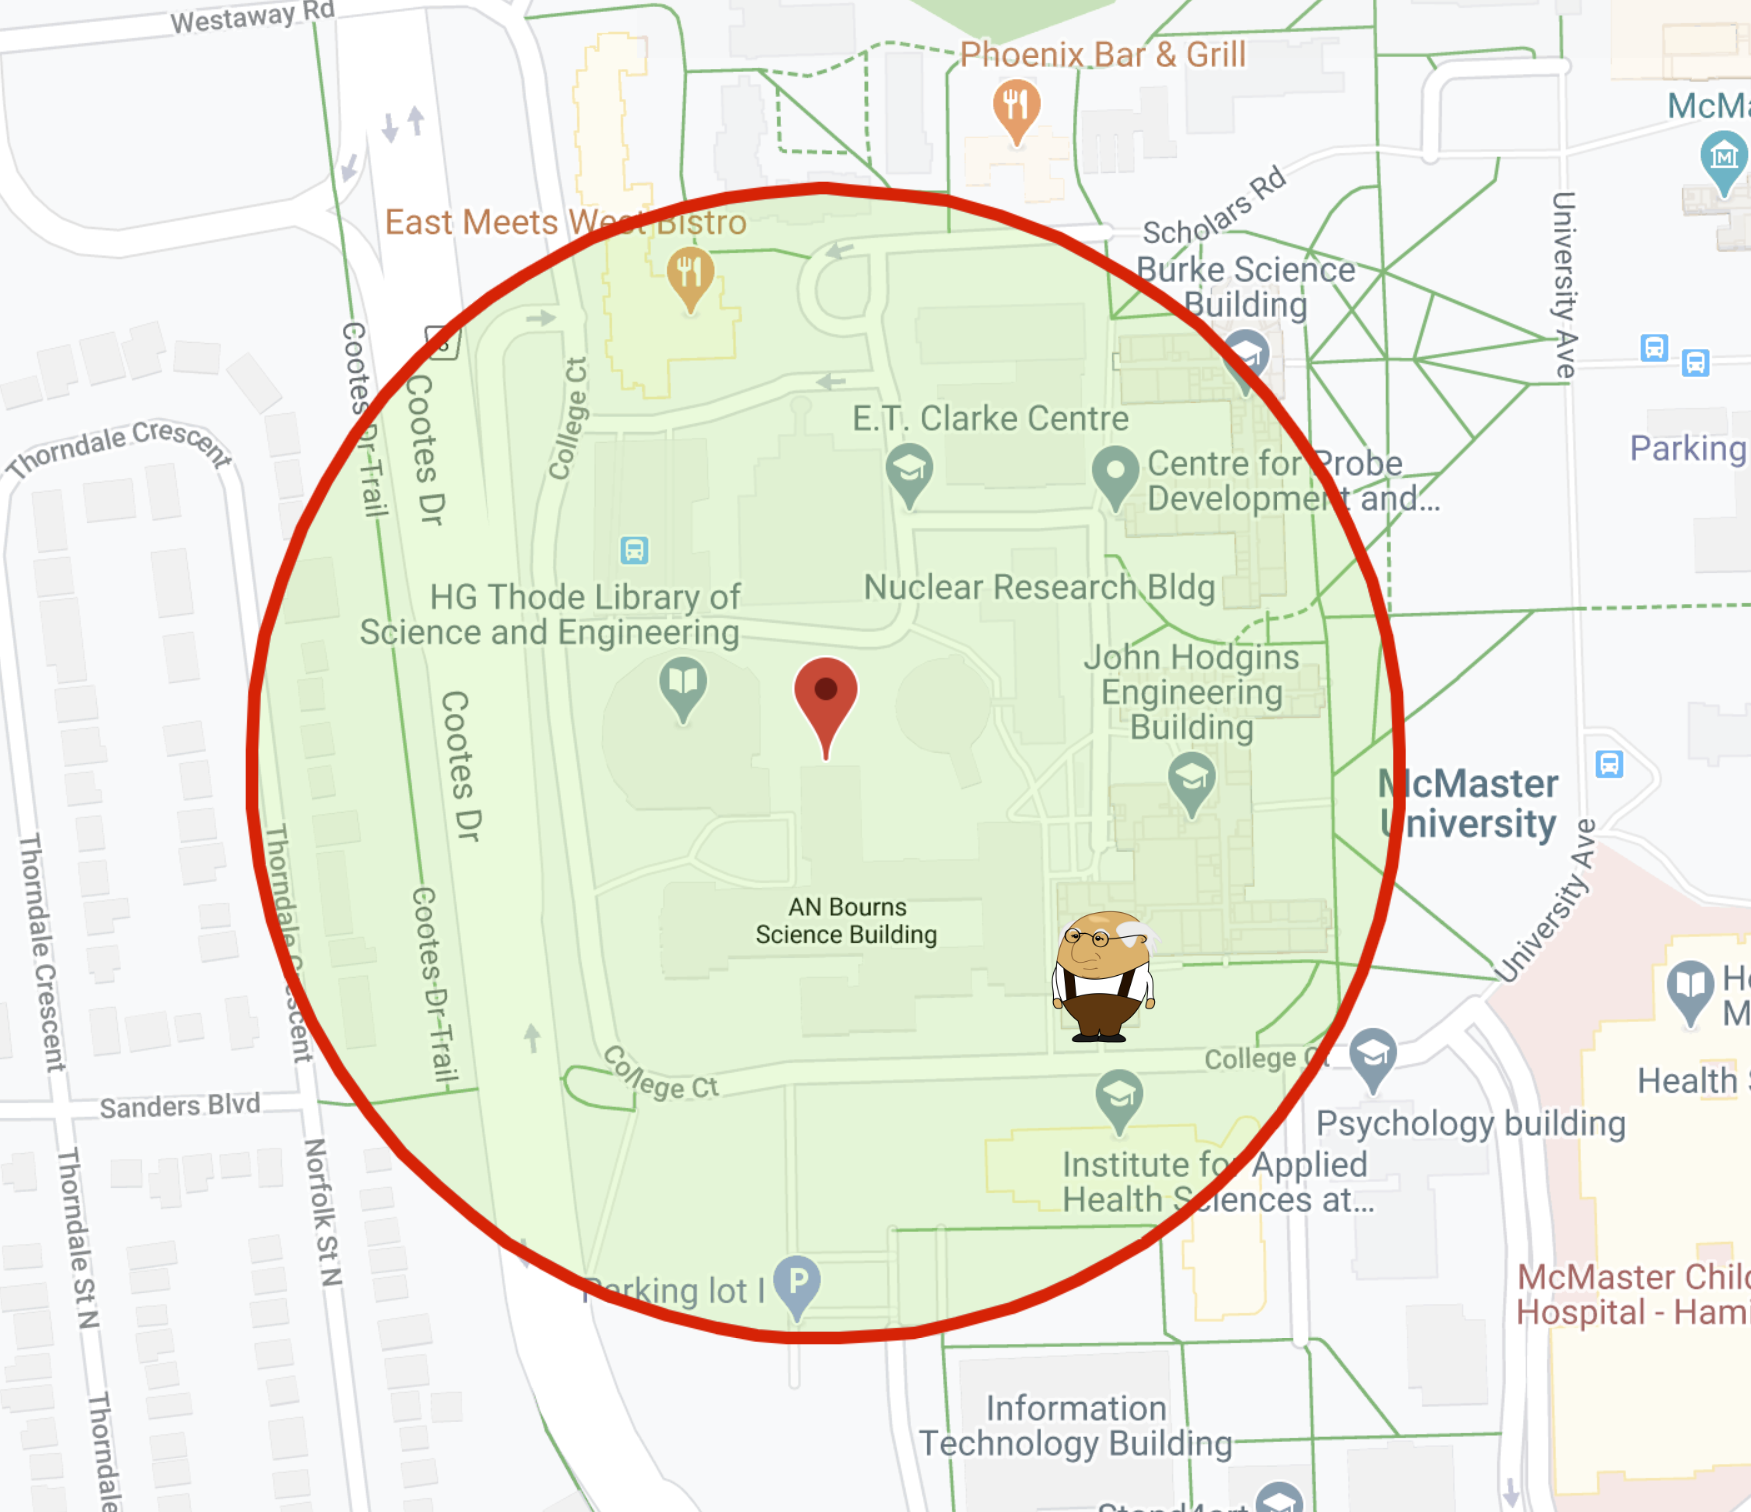 Westaway Rd
Phoenix Bar & Grill
McMa
Scholars Rd
East Meets West Bistro
University Ave
Burke Science
Building
Cootes Dr Trail
Cootes Dr
College Ct
E.T. Clarke Centre
Thorndale Crescent
Parking
Centre for Probe
Development and...
Nuclear Research Bldg
HG Thode Library of
Science and Engineering
John Hodgins
Engineering
Building
Cootes Dr
McMaster
University
University Ave
Thorndale Crescent
Thorndale Crescent
Cootes Dr Trail
AN Bourns
Science Building
He
M
College Ct
College Ct
Health S
Sanders Blvd
Psychology building
Norfolk St N
Thorndale St N
Institute for Applied
Health Sciences at...
Parking lot I
P
McMaster Child
Hospital - Hami
Thorndale
Information
Technology Building